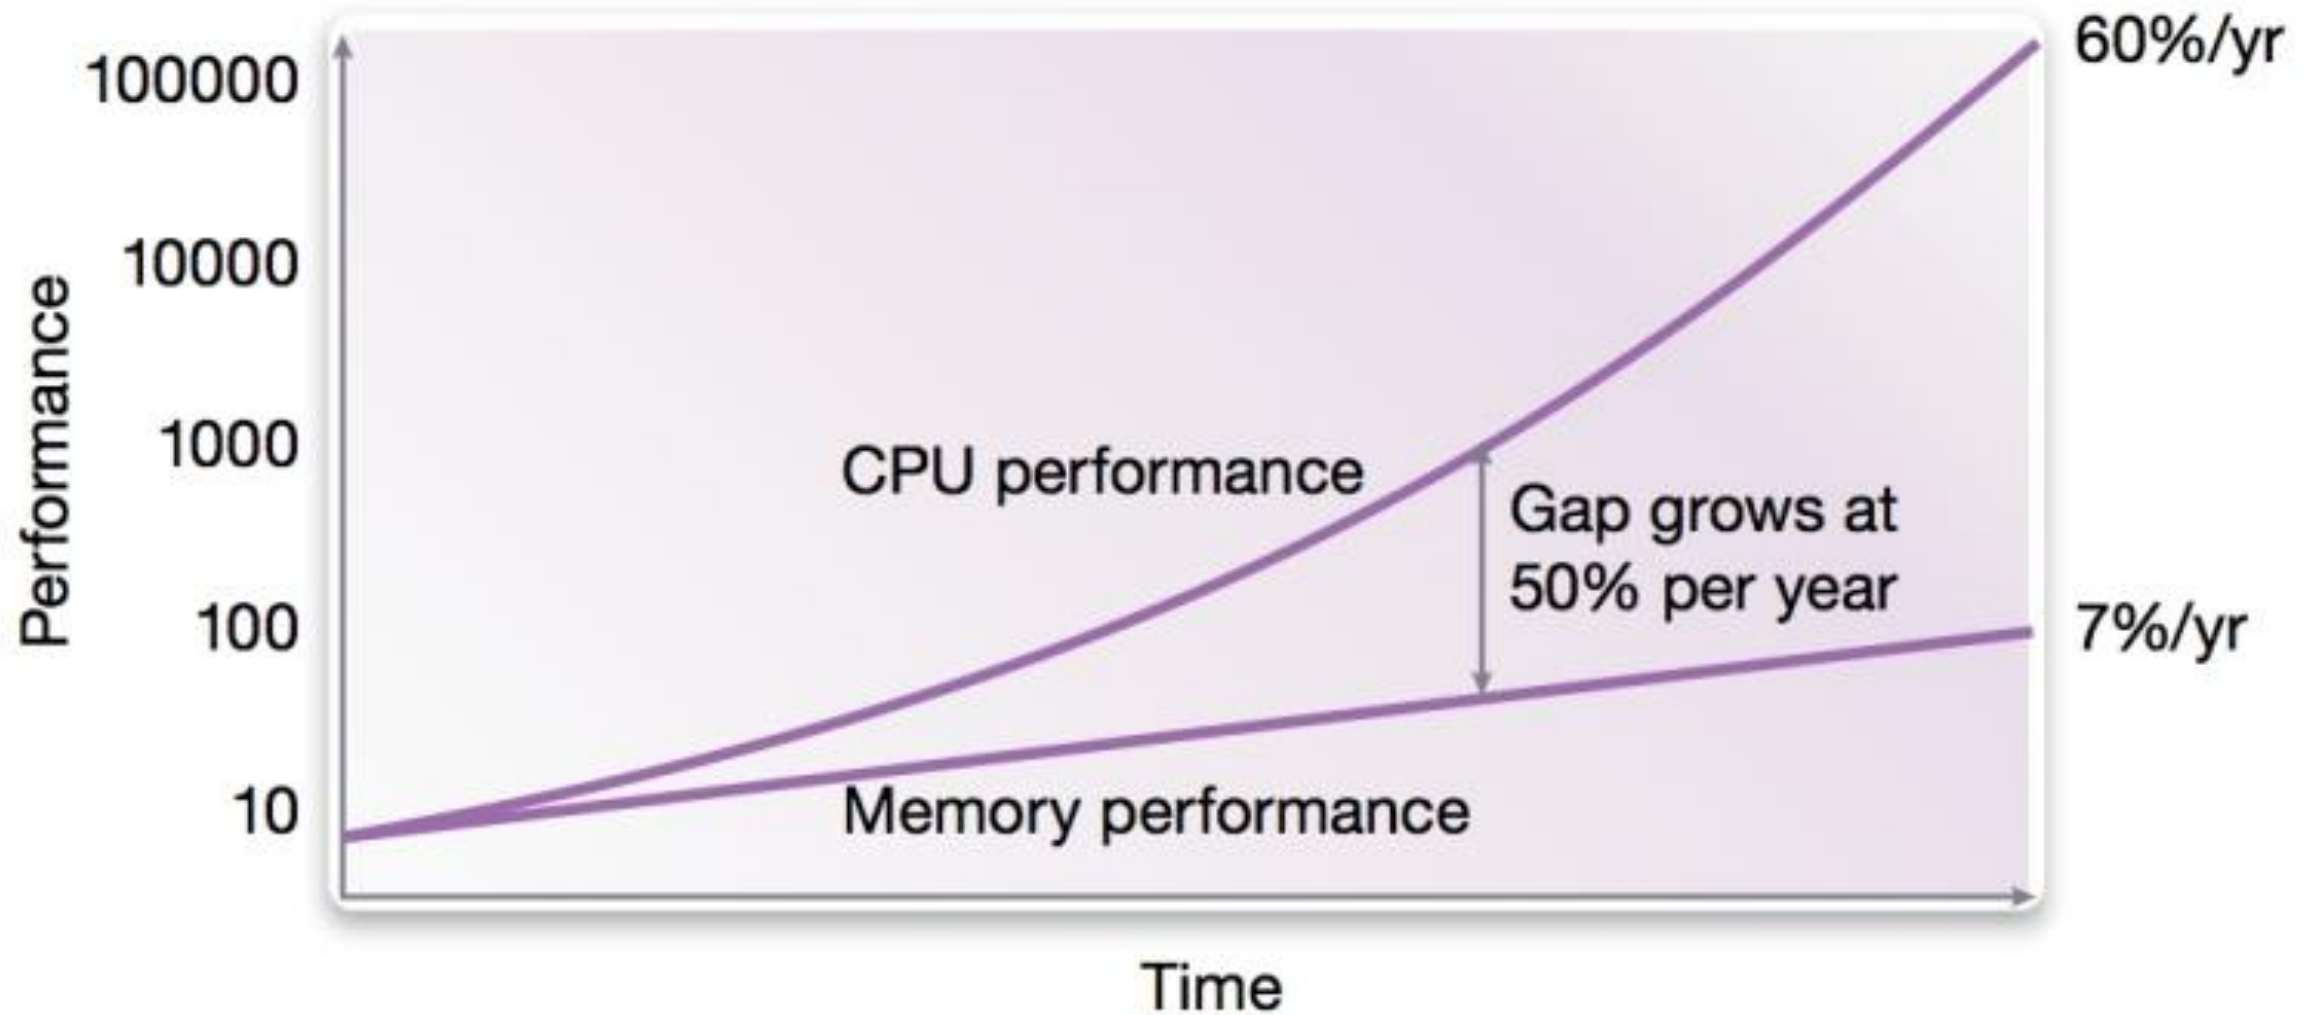 Performance
100000
10000
1000
100
10
60%/yr
CPU performance
Gap grows at
50% per year
7%/yr
Memory performance
Time